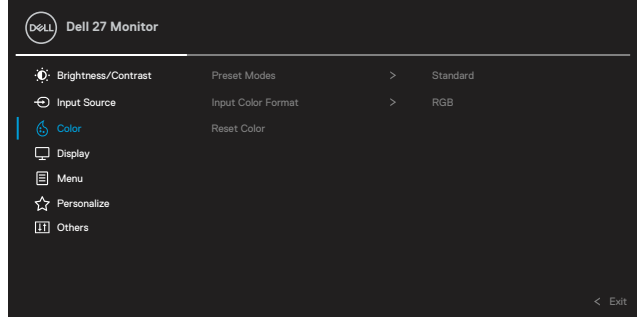 DELL Dell 27 Monitor
Brightness/Contrast Preset Modes > Standard
Input Source Input Color Format > RGB
Color Reset Color
Display
Menu
Personalize
Others
< Exit